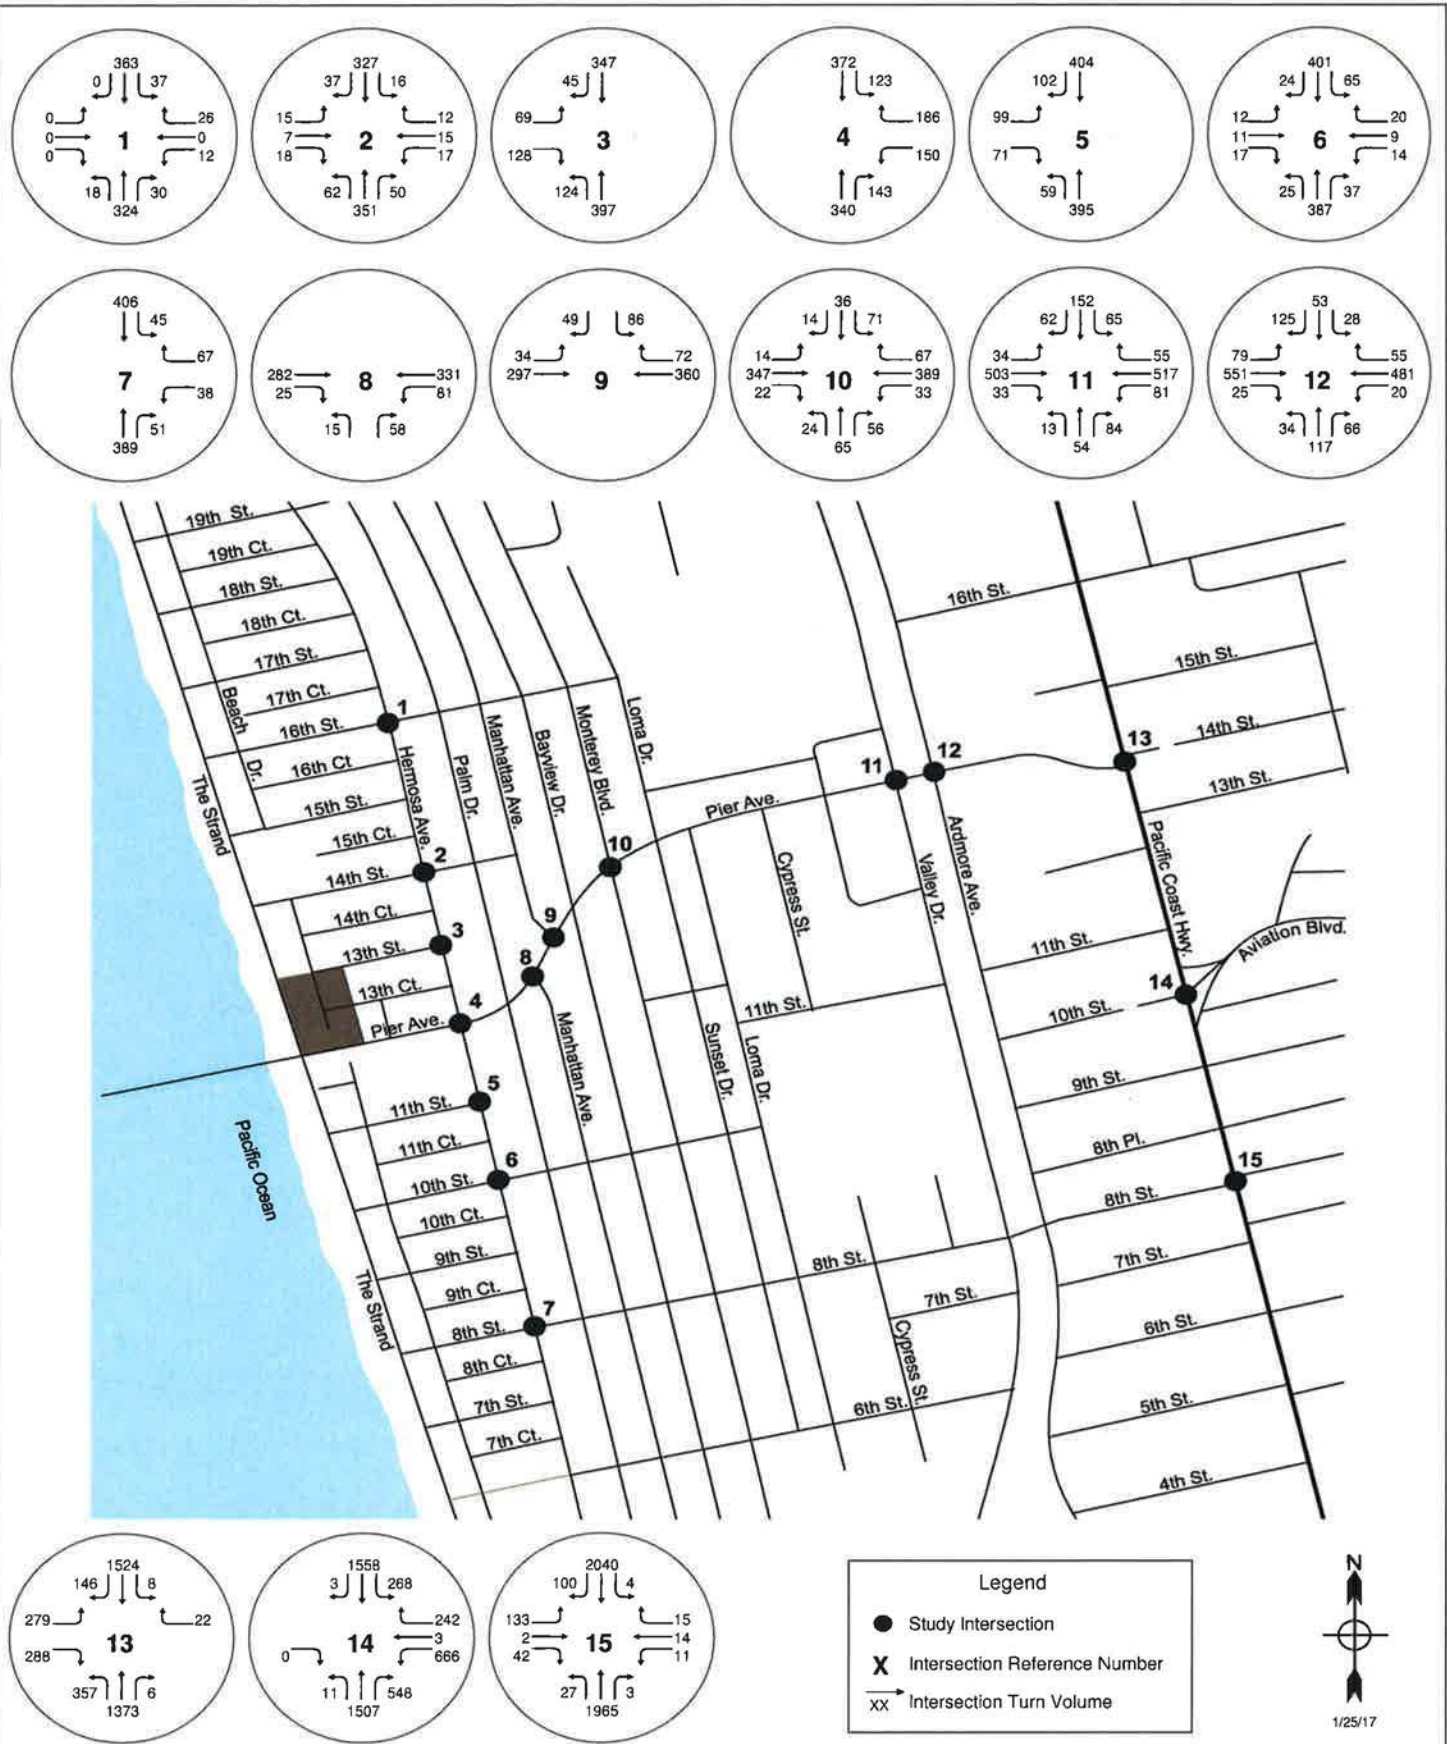 363
0 37
0 26
0 1 0
0 12
18 30
324
327
37 16
15 12
7 2 15
18 17
62 50
351
347
45
69
3
128
124
397
372
123
186
4
150
143
340
404
102
99
5
71
59
395
401
24 65
12 20
11 6 9
17 14
25 37
387
406
45
67
7
38
51
389
282 8 331
25 81
15 58
49 86
34 72
297 9 360
36
14 71
14 67
347 10 389
22 33
24 56
65
152
62 65
34 55
503 11 517
33 81
13 84
54
53
125 28
79 55
551 12 481
25 20
34 66
117
19th St.
19th Ct.
18th St.
18th Ct.
17th St.
17th Ct.
16th St.
16th Ct
15th St.
15th Ct.
14th St.
14th Ct.
13th St.
13th Ct.
Pier Ave.
11th St.
11th Ct.
10th St.
10th Ct.
9th St.
9th Ct.
8th St.
8th Ct.
7th St.
7th Ct.
Beach
Dr.
The Strand
The Strand
Pacific Ocean
Hermosa Ave.
Palm Dr.
Manhattan Ave.
Bayview Dr.
Monterey Blvd.
Loma Dr.
Manhattan Ave.
Pier Ave.
Cypress St.
Valley Dr.
Ardmore Ave.
Sunset Dr.
Loma Dr.
11th St.
8th St.
7th St.
Cypress St.
6th St.
16th St.
15th St.
14th St.
13th St.
Pacific Coast Hwy.
Aviation Blvd.
11th St.
10th St.
9th St.
8th Pl.
8th St.
7th St.
6th St.
5th St.
4th St.
1
2
3
4
5
6
7
8
9
10
11
12
13
14
15
1524
146 8
279 22
13
288
357 6
1373
1558
3 268
242
14 3
0 666
11 548
1507
2040
100 4
133 15
2 15 14
42 11
27 3
1965
Legend
Study Intersection
X Intersection Reference Number
xx Intersection Turn Volume
N
1/25/17